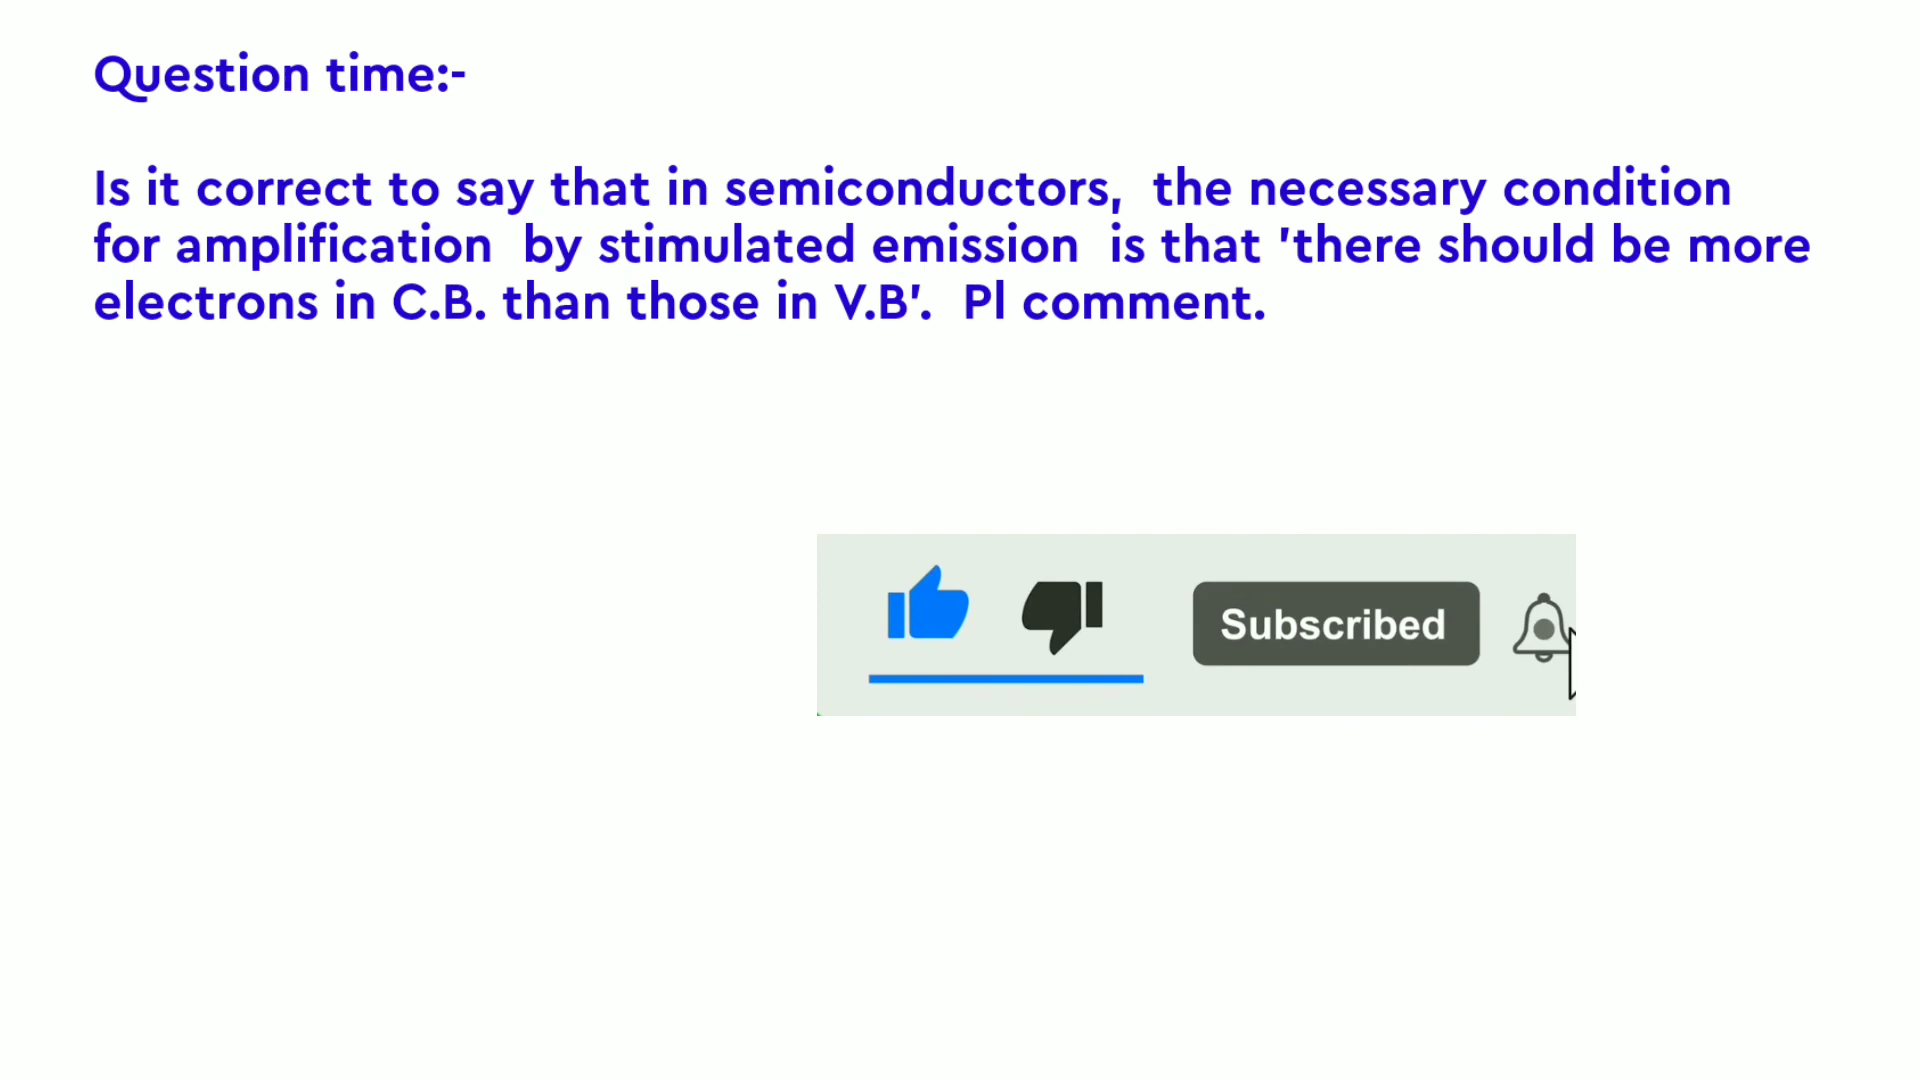 Question time:-
Is it correct to say that in semiconductors, the necessary condition
for amplification by stimulated emission is that 'there should be more
electrons in C.B. than those in V.B'. Pl comment.
Subscribed